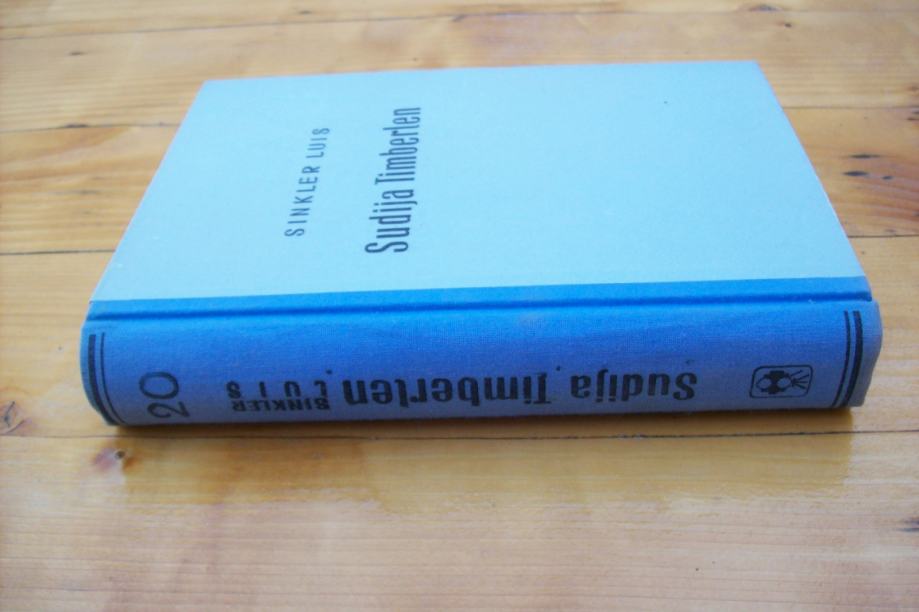 SINKLER LUIS
Sudija Timberlen
20
SINKLER
LUIS
Sudija Timberlen